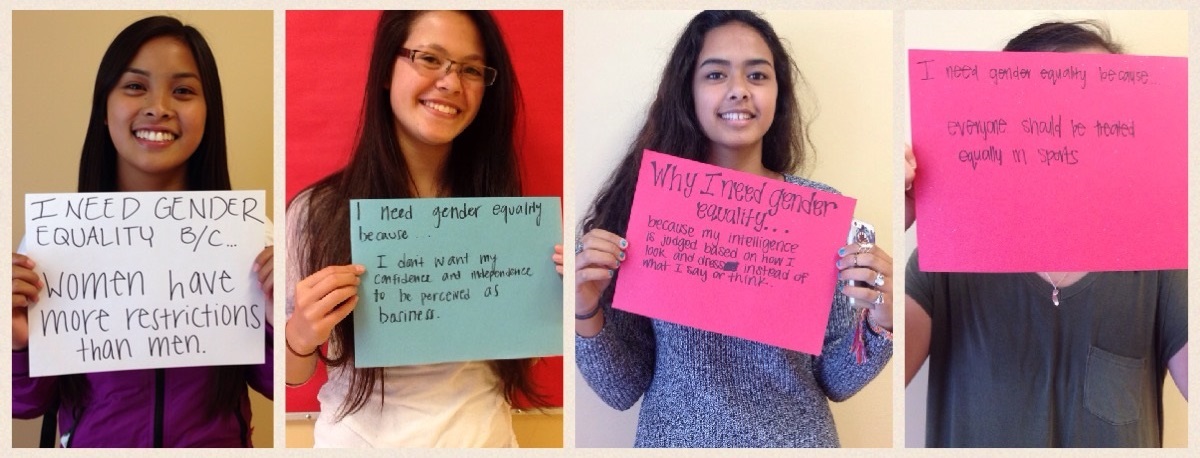 I NEED GENDER
EQUALITY B/C...
WOMEN HAVE
MORE RESTRICTIONS
THAN MEN.
I need gender equality
because...
I don't want my
confidence and independence
to be perceived as
bossiness.
Why I need gender
equality...
because my intelligence
is judged based on how I
look and dress instead of
what I say or think.
I need gender equality because...
everyone should be treated
equally in sports